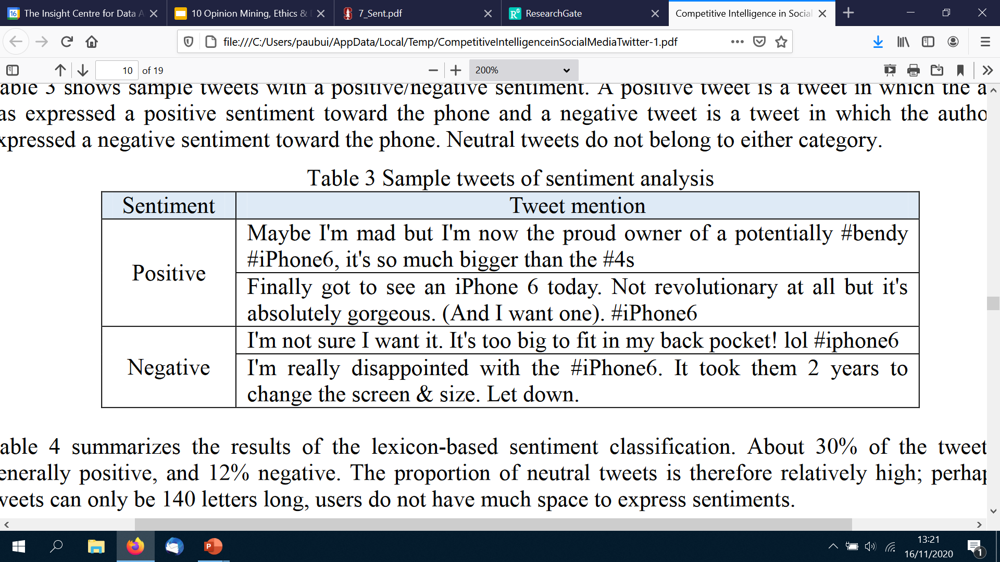 The Insight Centre for Data A
10 Opinion Mining, Ethics &
7_Sent.pdf
ResearchGate
Competitive Intelligence in Social
file:///C:/Users/paubui/AppData/Local/Temp/CompetitiveIntelligenceinSocialMediaTwitter-1.pdf
10 of 19
200%
able 3 shows sample tweets with a positive/negative sentiment. A positive tweet is a tweet in which the a
as expressed a positive sentiment toward the phone and a negative tweet is a tweet in which the autho
xpressed a negative sentiment toward the phone. Neutral tweets do not belong to either category.
Table 3 Sample tweets of sentiment analysis
Sentiment Tweet mention
Positive
Maybe I'm mad but I'm now the proud owner of a potentially #bendy
#iPhone6, it's so much bigger than the #4s
Finally got to see an iPhone 6 today. Not revolutionary at all but it's
absolutely gorgeous. (And I want one). #iPhone6
Negative
I'm not sure I want it. It's too big to fit in my back pocket! lol #iphone6
I'm really disappointed with the #iPhone6. It took them 2 years to
change the screen & size. Let down.
able 4 summarizes the results of the lexicon-based sentiment classification. About 30% of the tweet
enerally positive, and 12% negative. The proportion of neutral tweets is therefore relatively high; perhap
weets can only be 140 letters long, users do not have much space to express sentiments.
13:21
16/11/2020
1